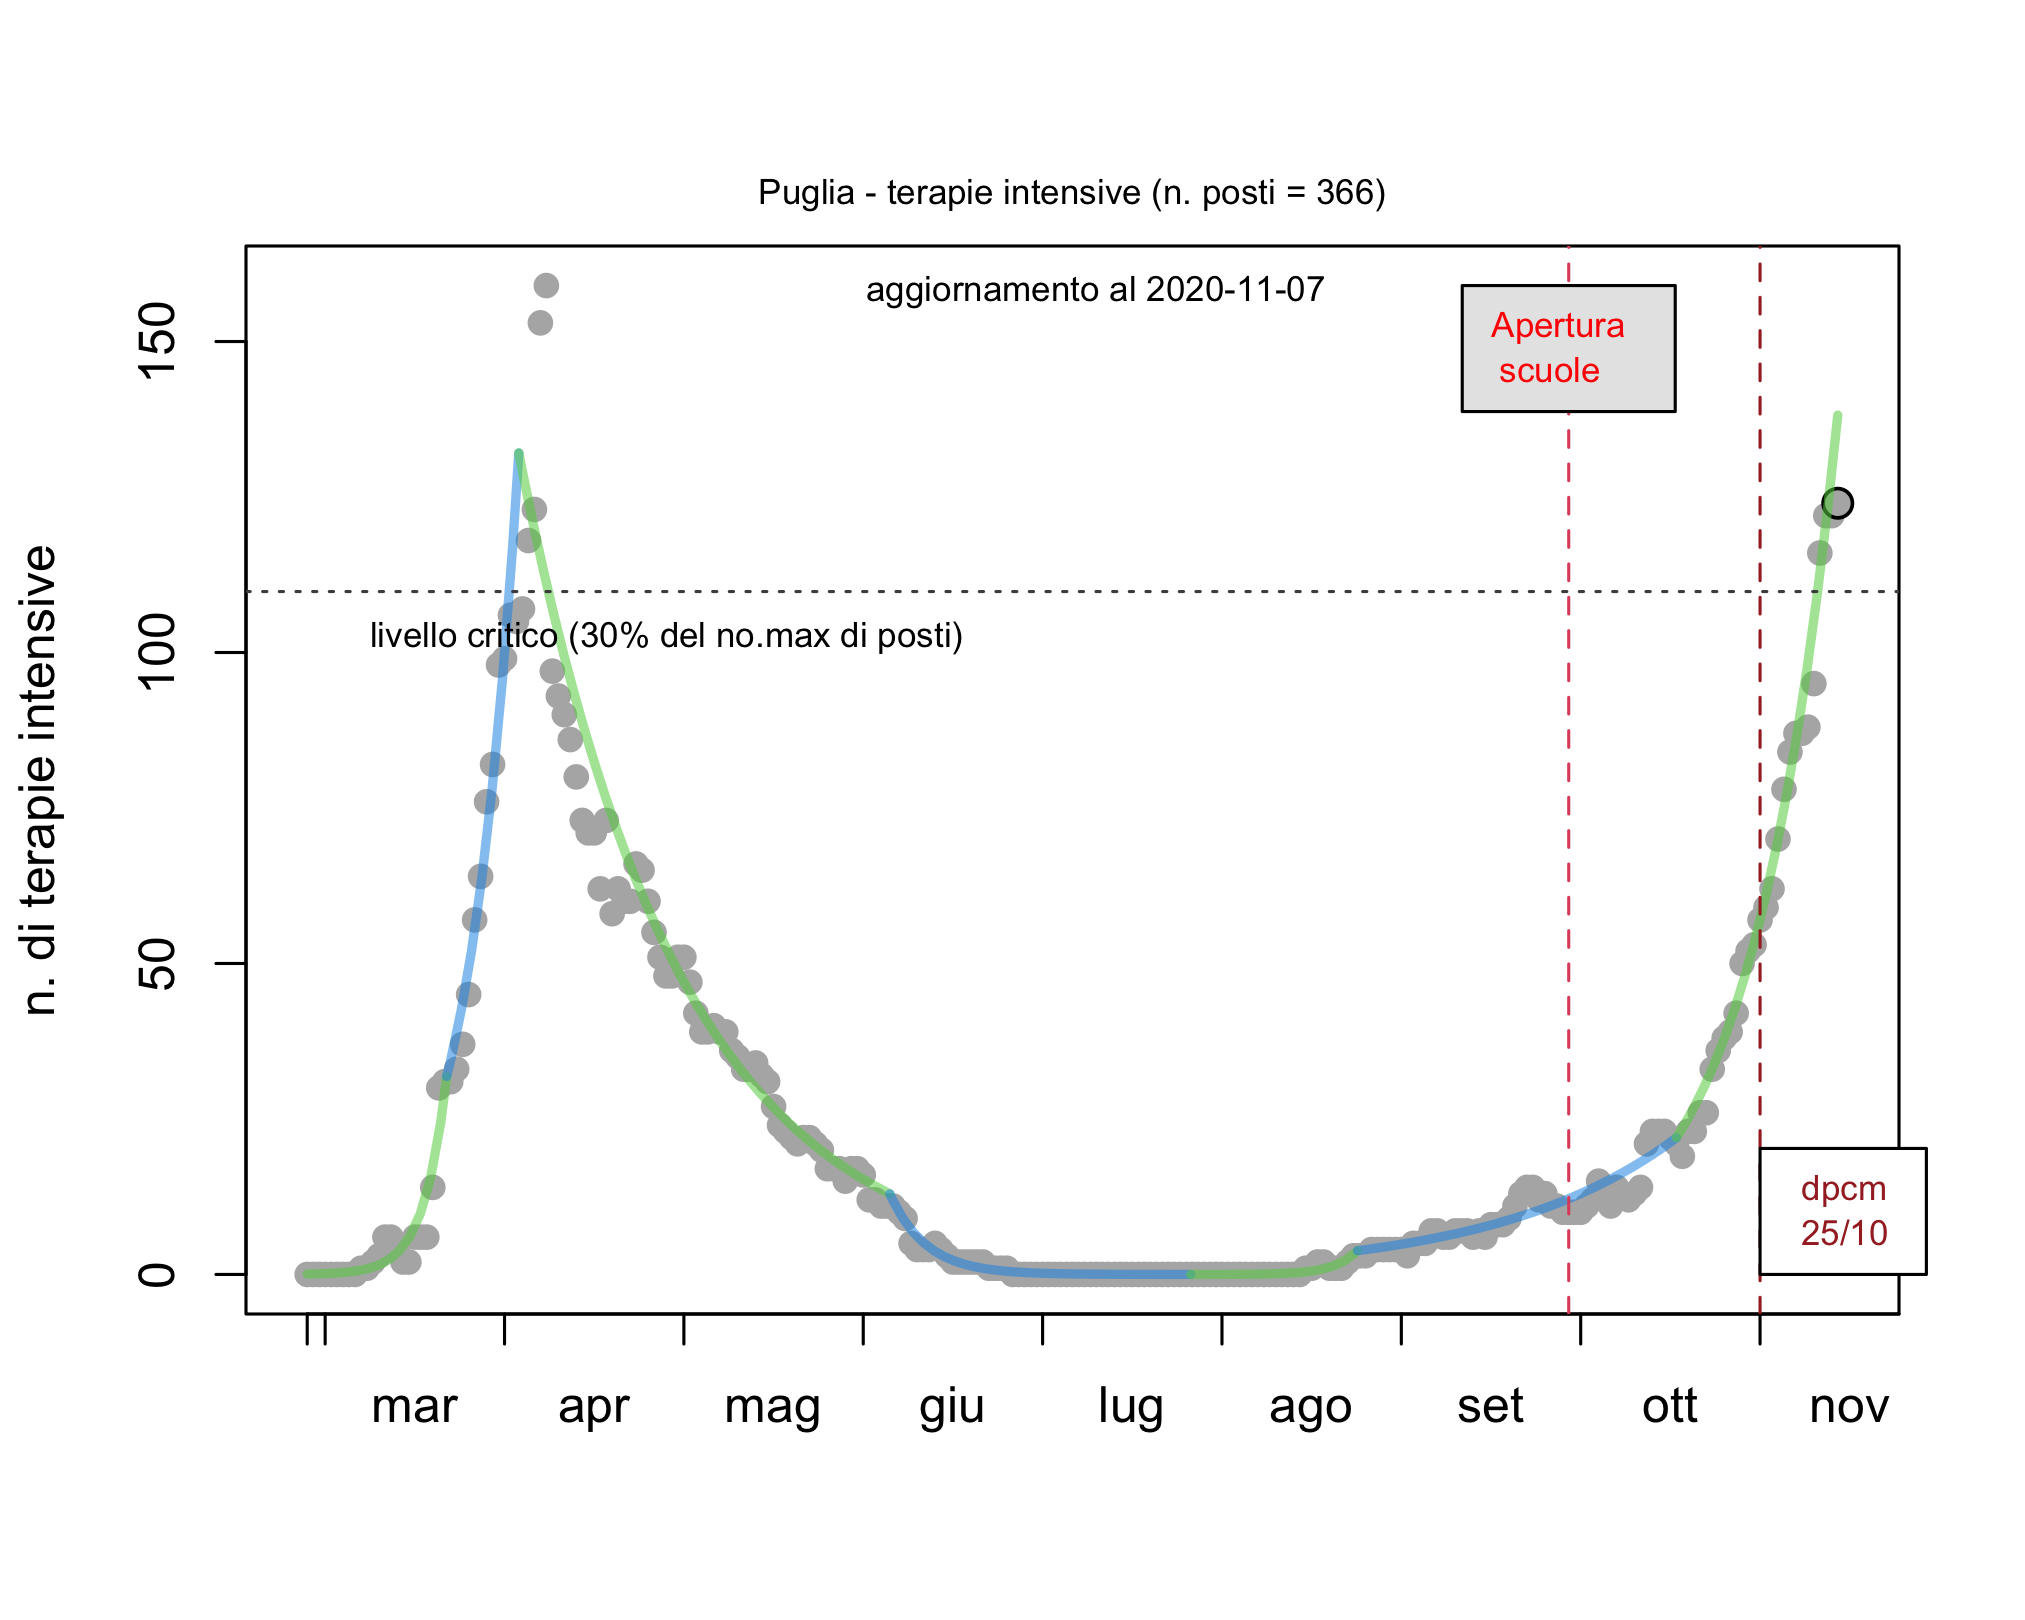 Puglia - terapie intensive (n. posti = 366)
aggiornamento al 2020-11-07
Apertura
scuole
150
100
50
0
n. di terapie intensive
livello critico (30% del no.max di posti)
dpcm
25/10
mar apr mag giu lug ago set ott nov